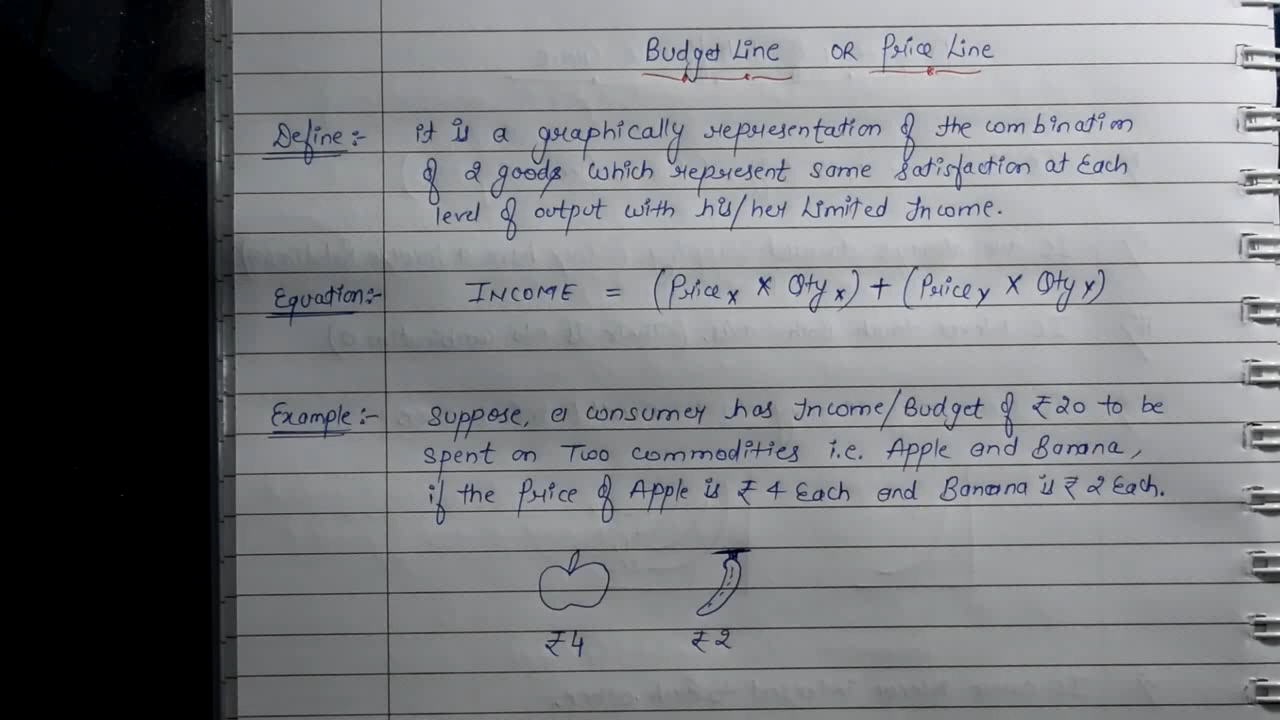 Budget Line OR Price Line
Define:- it is a graphically representation of the combination
of 2 goods which represent same satisfaction at Each
level of output with his/her Limited Income.
Equation:- INCOME = (Price x × Qty x) + (Price y × Qty y)
Example:- Suppose, a consumer has Income/Budget of ₹20 to be
spent on Two commodities i.e. Apple and Banana,
if the Price of Apple is ₹4 Each and Banana is ₹2 Each.
₹4 ₹2